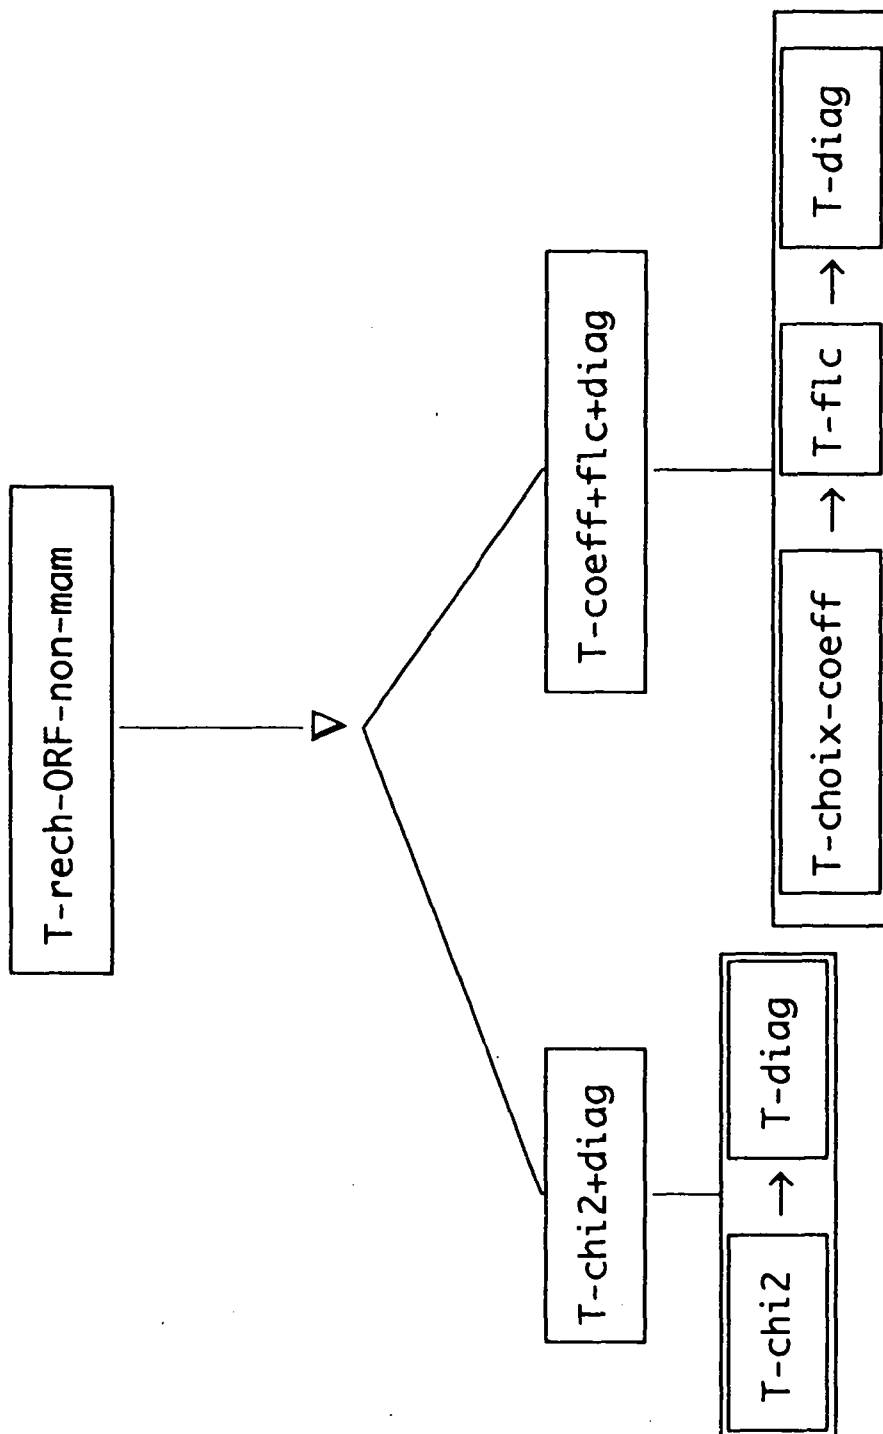 T-rech-ORF-non-mam
T-chi2+diag
T-coeff+flc+diag
T-chi2 → T-diag
T-choix-coeff → T-flc → T-diag